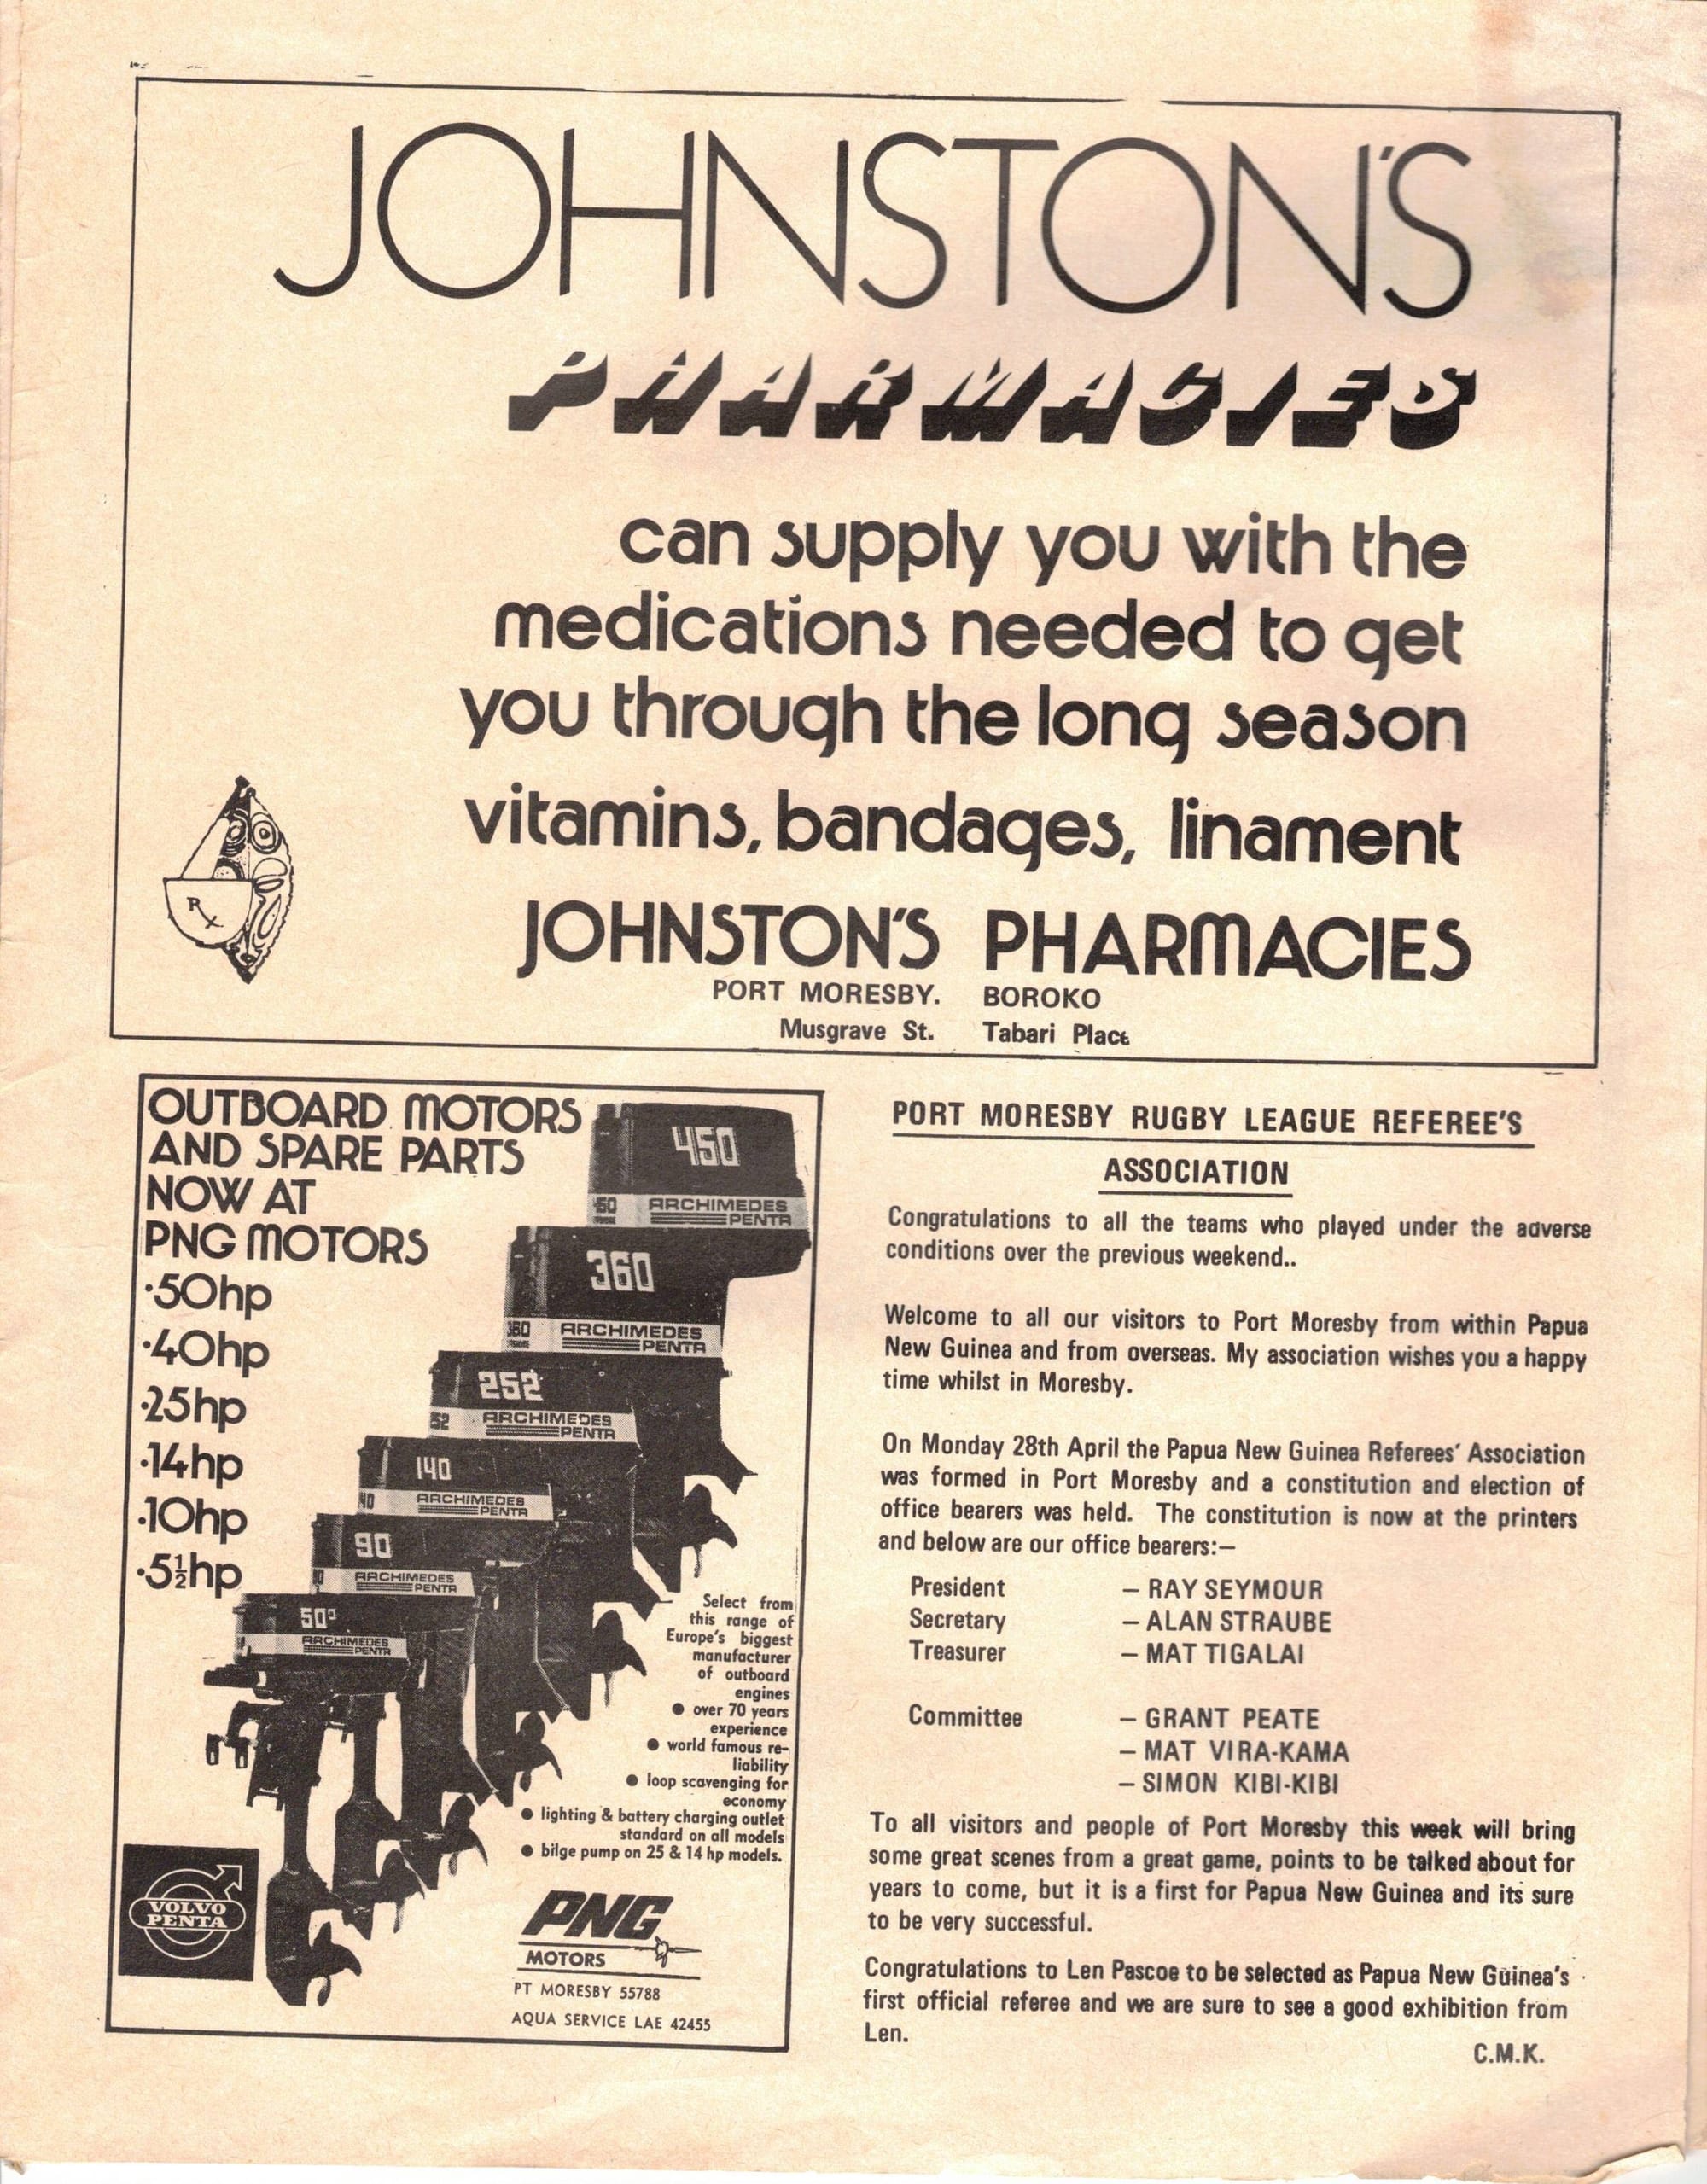 JOHNSTON'S
PHARMACIES
can supply you with the
medications needed to get
you through the long season
vitamins, bandages, linament
JOHNSTON'S PHARMACIES
PORT MORESBY. BOROKO
Musgrave St. Tabari Place
Rx
OUTBOARD MOTORS
AND SPARE PARTS
NOW AT
PNG MOTORS
·50hp
·40hp
·25hp
·14hp
·10hp
·5½hp
450
450 ARCHIMEDES
PENTA
360
360 ARCHIMEDES
PENTA
252
252 ARCHIMEDES
PENTA
140
140 ARCHIMEDES
PENTA
90
90 ARCHIMEDES
PENTA
50
ARCHIMEDES
PENTA
Select from
this range of
Europe's biggest
manufacturer
of outboard
engines
● over 70 years
experience
● world famous re-
liability
● loop scavenging for
economy
● lighting & battery charging outlet
standard on all models
● bilge pump on 25 & 14 hp models.
VOLVO
PENTA
PNG
MOTORS
PT MORESBY 55788
AQUA SERVICE LAE 42455
PORT MORESBY RUGBY LEAGUE REFEREE'S
ASSOCIATION
Congratulations to all the teams who played under the adverse
conditions over the previous weekend..
Welcome to all our visitors to Port Moresby from within Papua
New Guinea and from overseas. My association wishes you a happy
time whilst in Moresby.
On Monday 28th April the Papua New Guinea Referees' Association
was formed in Port Moresby and a constitution and election of
office bearers was held. The constitution is now at the printers
and below are our office bearers:—
President — RAY SEYMOUR
Secretary — ALAN STRAUBE
Treasurer — MAT TIGALAI
Committee — GRANT PEATE
— MAT VIRA-KAMA
— SIMON KIBI-KIBI
To all visitors and people of Port Moresby this week will bring
some great scenes from a great game, points to be talked about for
years to come, but it is a first for Papua New Guinea and its sure
to be very successful.
Congratulations to Len Pascoe to be selected as Papua New Guinea's
first official referee and we are sure to see a good exhibition from
Len.
C.M.K.